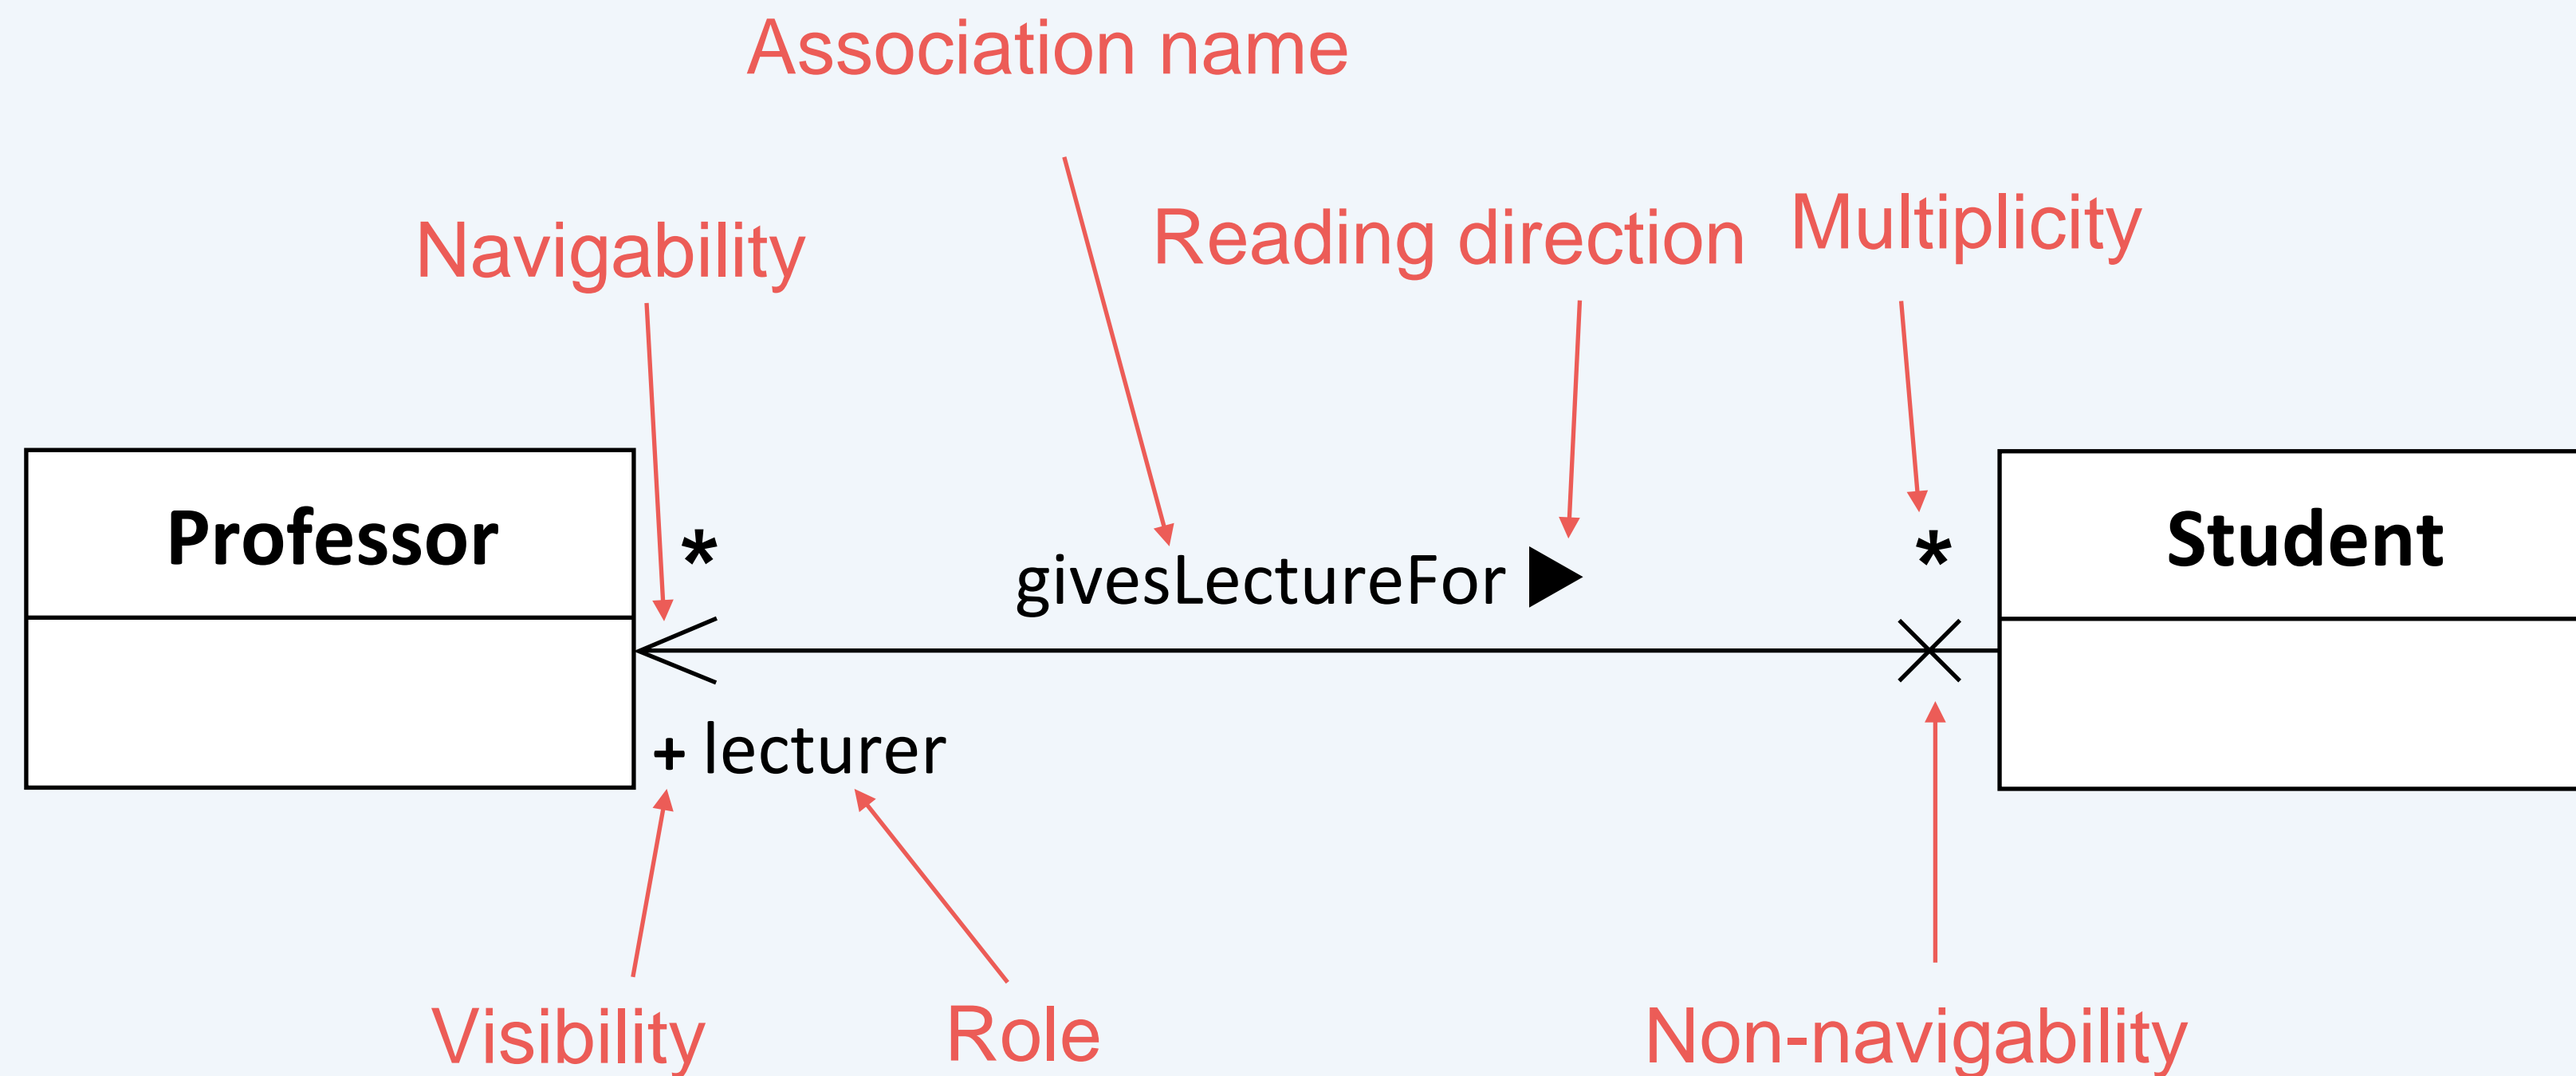 Association name
Navigability
Reading direction
Multiplicity
Professor
*
givesLectureFor ▶
*
Student
+ lecturer
Visibility
Role
Non-navigability